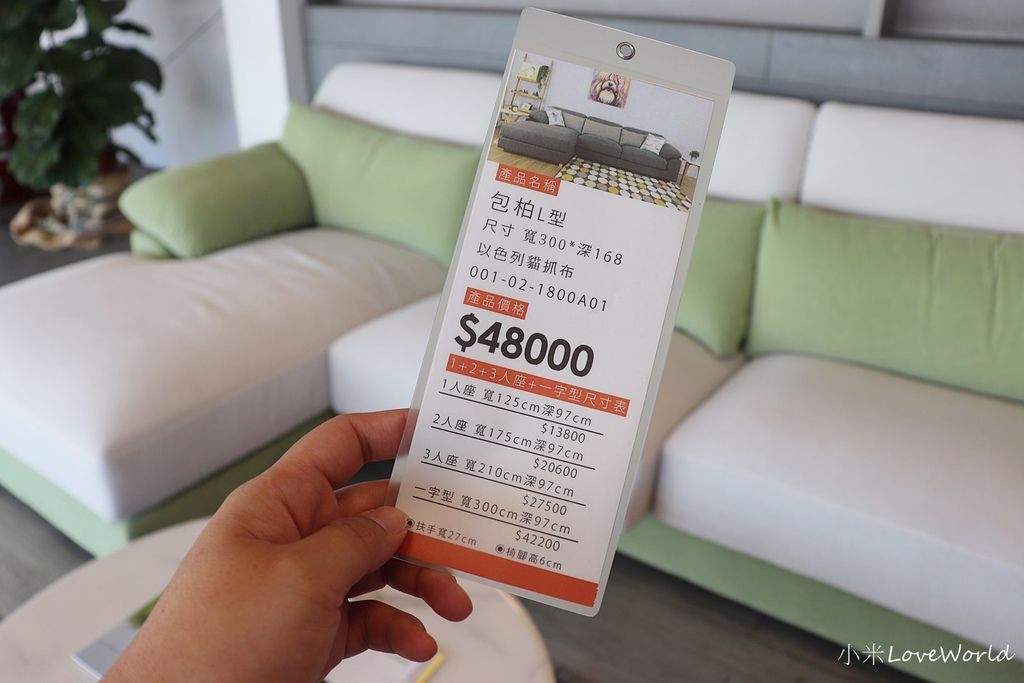 產品名稱
包柏L型
尺寸 寬300*深168
以色列貓抓布
001-02-1800A01
產品價格
$48000
1+2+3人座+一字型尺寸表
1人座 寬125cm深97cm
$13800
2人座 寬175cm深97cm
$20600
3人座 寬210cm深97cm
$27500
一字型 寬300cm深97cm
$42200
◉扶手寬27cm ◉椅腳高6cm
小米LoveWorld